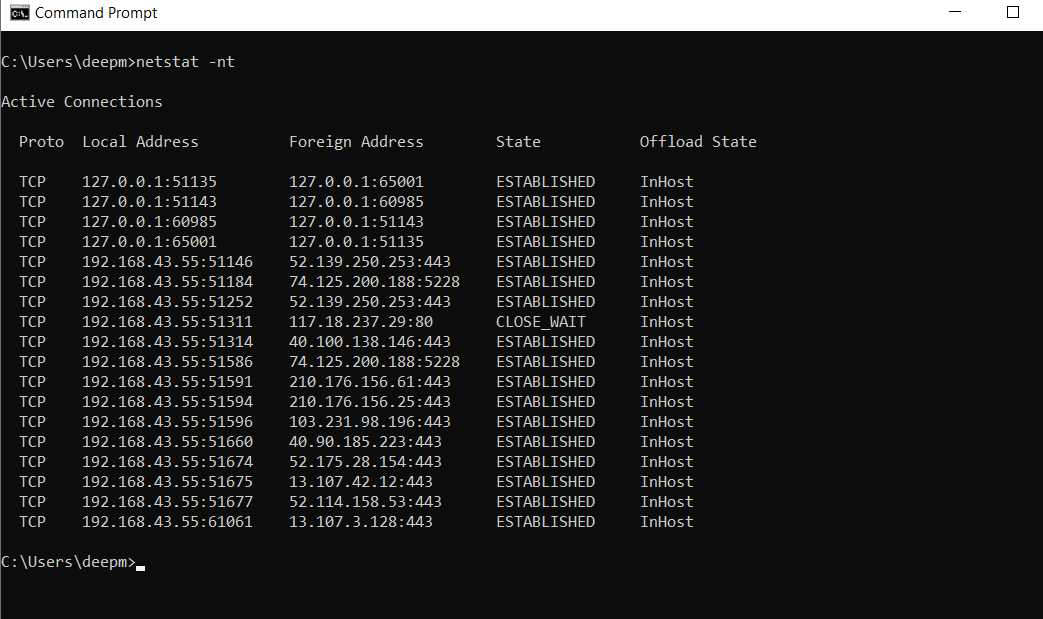 Command Prompt
C:\Users\deepm>netstat -nt
Active Connections
Proto  Local Address          Foreign Address        State           Offload State
TCP    127.0.0.1:51135        127.0.0.1:65001        ESTABLISHED     InHost
TCP    127.0.0.1:51143        127.0.0.1:60985        ESTABLISHED     InHost
TCP    127.0.0.1:60985        127.0.0.1:51143        ESTABLISHED     InHost
TCP    127.0.0.1:65001        127.0.0.1:51135        ESTABLISHED     InHost
TCP    192.168.43.55:51146    52.139.250.253:443     ESTABLISHED     InHost
TCP    192.168.43.55:51184    74.125.200.188:5228    ESTABLISHED     InHost
TCP    192.168.43.55:51252    52.139.250.253:443     ESTABLISHED     InHost
TCP    192.168.43.55:51311    117.18.237.29:80       CLOSE_WAIT      InHost
TCP    192.168.43.55:51314    40.100.138.146:443     ESTABLISHED     InHost
TCP    192.168.43.55:51586    74.125.200.188:5228    ESTABLISHED     InHost
TCP    192.168.43.55:51591    210.176.156.61:443     ESTABLISHED     InHost
TCP    192.168.43.55:51594    210.176.156.25:443     ESTABLISHED     InHost
TCP    192.168.43.55:51596    103.231.98.196:443     ESTABLISHED     InHost
TCP    192.168.43.55:51660    40.90.185.223:443      ESTABLISHED     InHost
TCP    192.168.43.55:51674    52.175.28.154:443      ESTABLISHED     InHost
TCP    192.168.43.55:51675    13.107.42.12:443       ESTABLISHED     InHost
TCP    192.168.43.55:51677    52.114.158.53:443      ESTABLISHED     InHost
TCP    192.168.43.55:61061    13.107.3.128:443       ESTABLISHED     InHost
C:\Users\deepm>